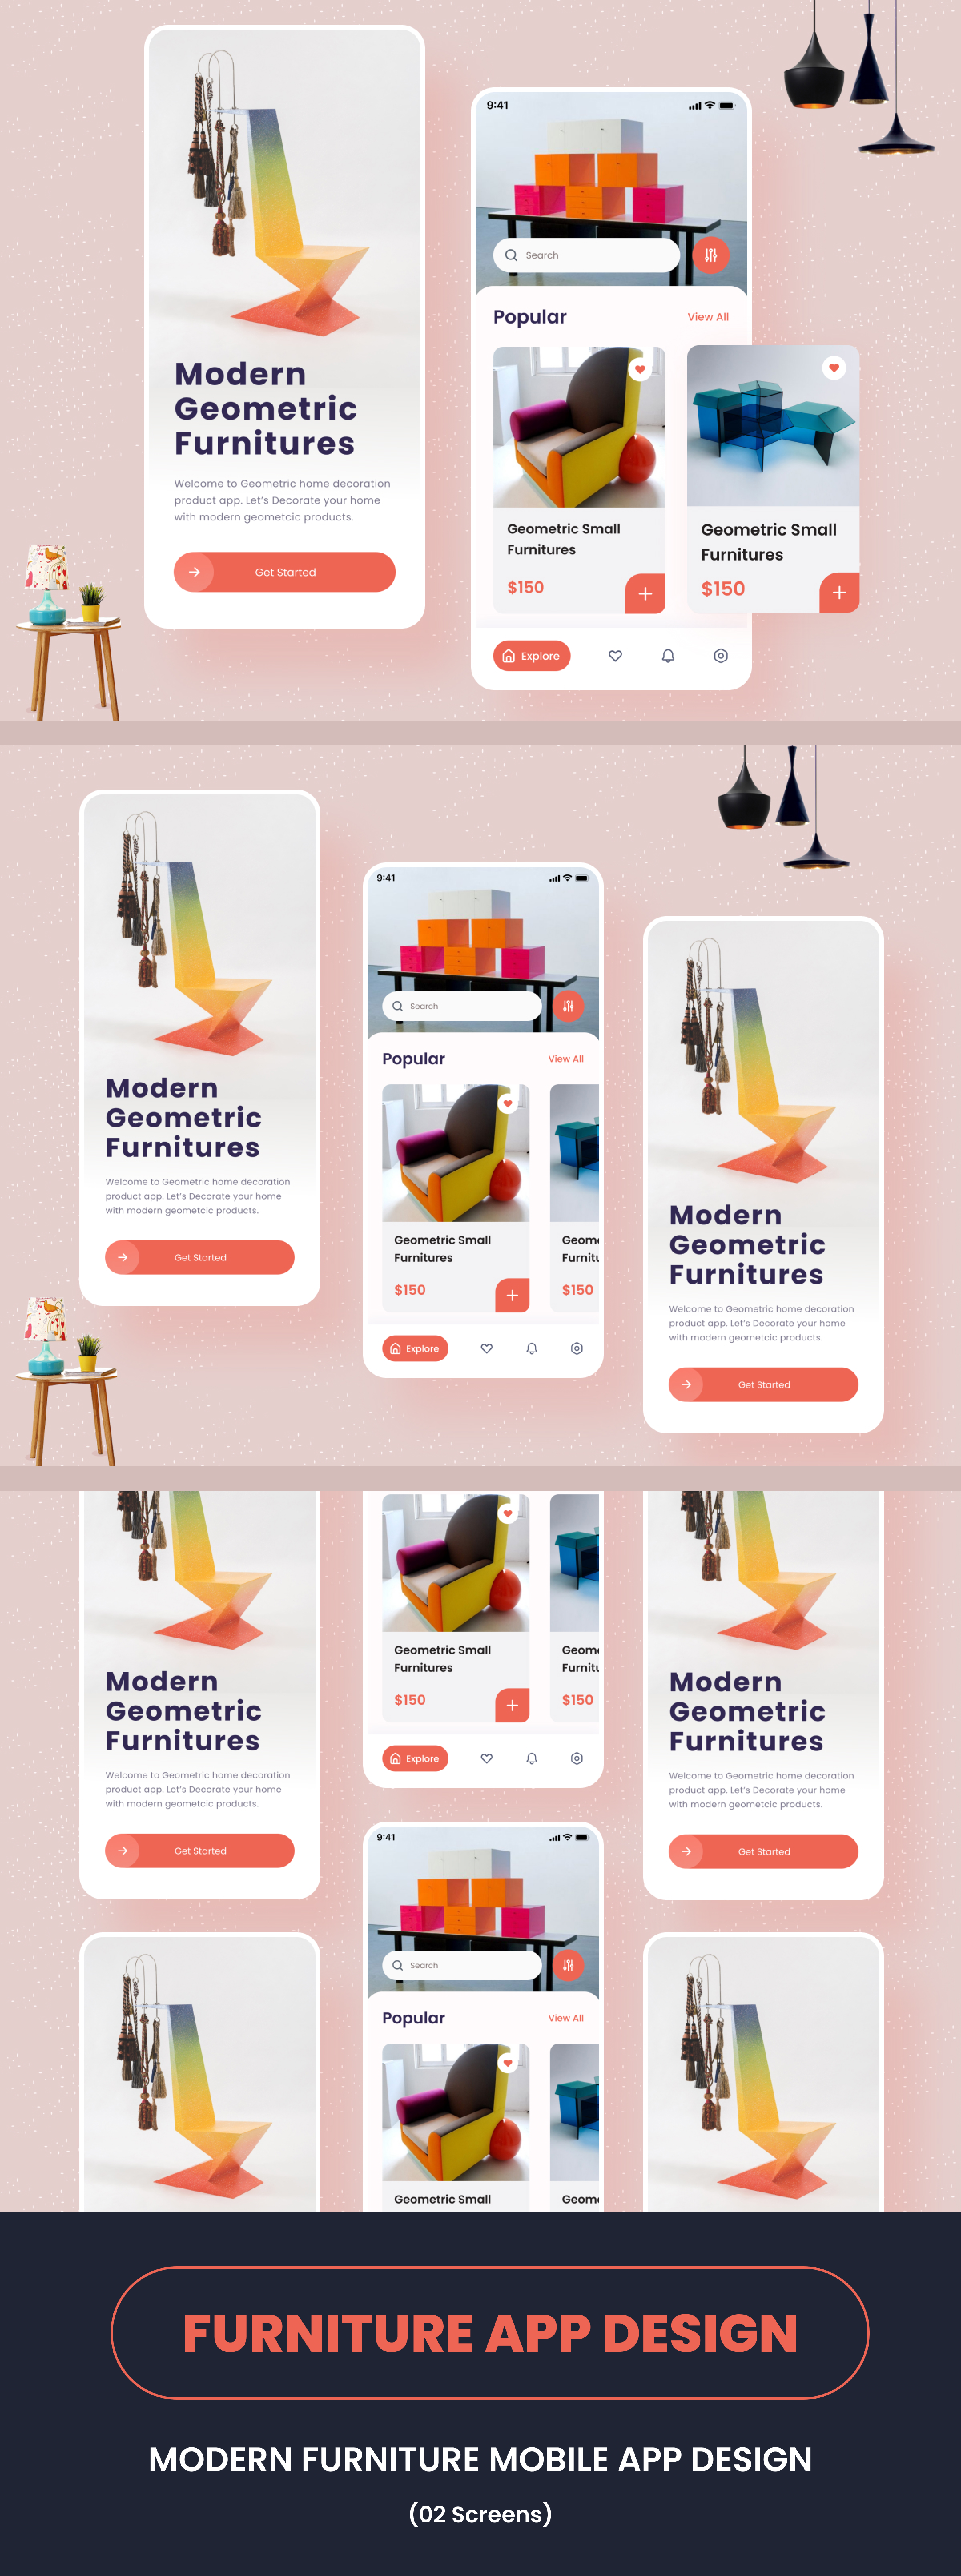 Modern
Geometric
Furnitures
Welcome to Geometric home decoration
product app. Let's Decorate your home
with modern geometcic products.
Get Started
9:41
Search
Popular
View All
Geometric Small
Furnitures
$150
Geometric Small
Furnitures
$150
Explore
Modern
Geometric
Furnitures
Welcome to Geometric home decoration
product app. Let's Decorate your home
with modern geometcic products.
Get Started
9:41
Search
Popular
View All
Geometric Small
Furnitures
$150
Geom
Furnitu
$150
Explore
Modern
Geometric
Furnitures
Welcome to Geometric home decoration
product app. Let's Decorate your home
with modern geometcic products.
Get Started
Modern
Geometric
Furnitures
Welcome to Geometric home decoration
product app. Let's Decorate your home
with modern geometcic products.
Get Started
Geometric Small
Furnitures
$150
Geom
Furnitu
$150
Explore
9:41
Search
Popular
View All
Geometric Small
Geom
Modern
Geometric
Furnitures
Welcome to Geometric home decoration
product app. Let's Decorate your home
with modern geometcic products.
Get Started
FURNITURE APP DESIGN
MODERN FURNITURE MOBILE APP DESIGN
(02 Screens)